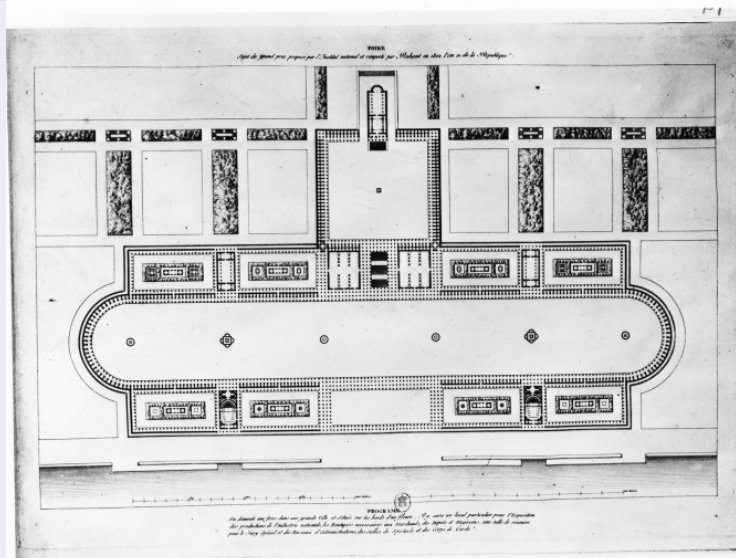 FOIRE
Sujet du grand prix proposé par l'Institut national et remporté par en 1801 l'an 10 de la République.
PROGRAMME
On demande une foire dans une grande Ville et située sur les bords d'un fleuve. Il y aura un local particulier pour l'Exposition
des productions de l'industrie nationale, les Boutiques nécessaires aux Marchands, des dépôts et Magasins, une salle de réunion
pour le Jury spécial et des Bureaux d'Administration, des Salles de Spectacle et des Corps de Garde.